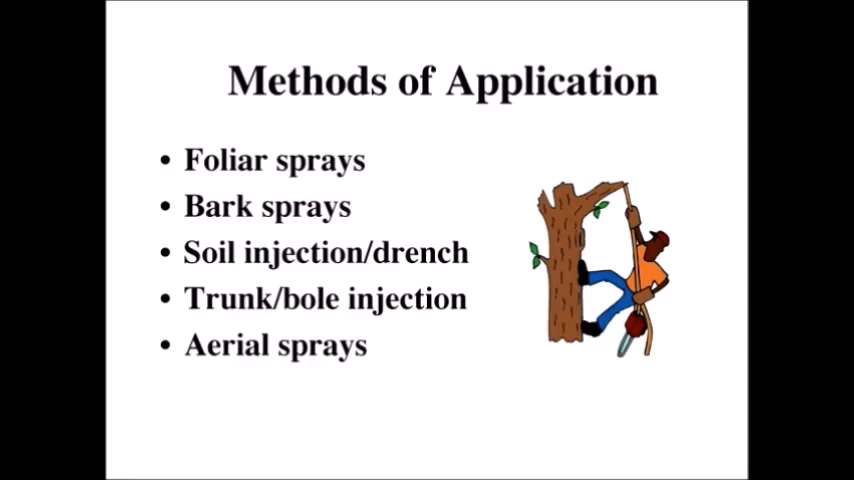 Methods of Application
• Foliar sprays
• Bark sprays
• Soil injection/drench
• Trunk/bole injection
• Aerial sprays